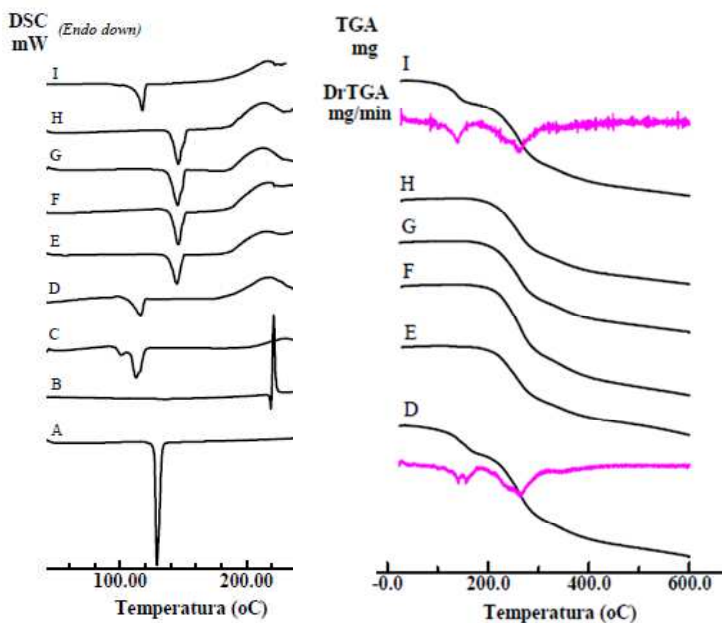 DSC (Endo down)
mW
I
H
G
F
E
D
C
B
A
100.00 200.00
Temperatura (oC)
TGA
mg
I
DrTGA
mg/min
H
G
F
E
D
-0.0 200.0 400.0 600.0
Temperatura (oC)